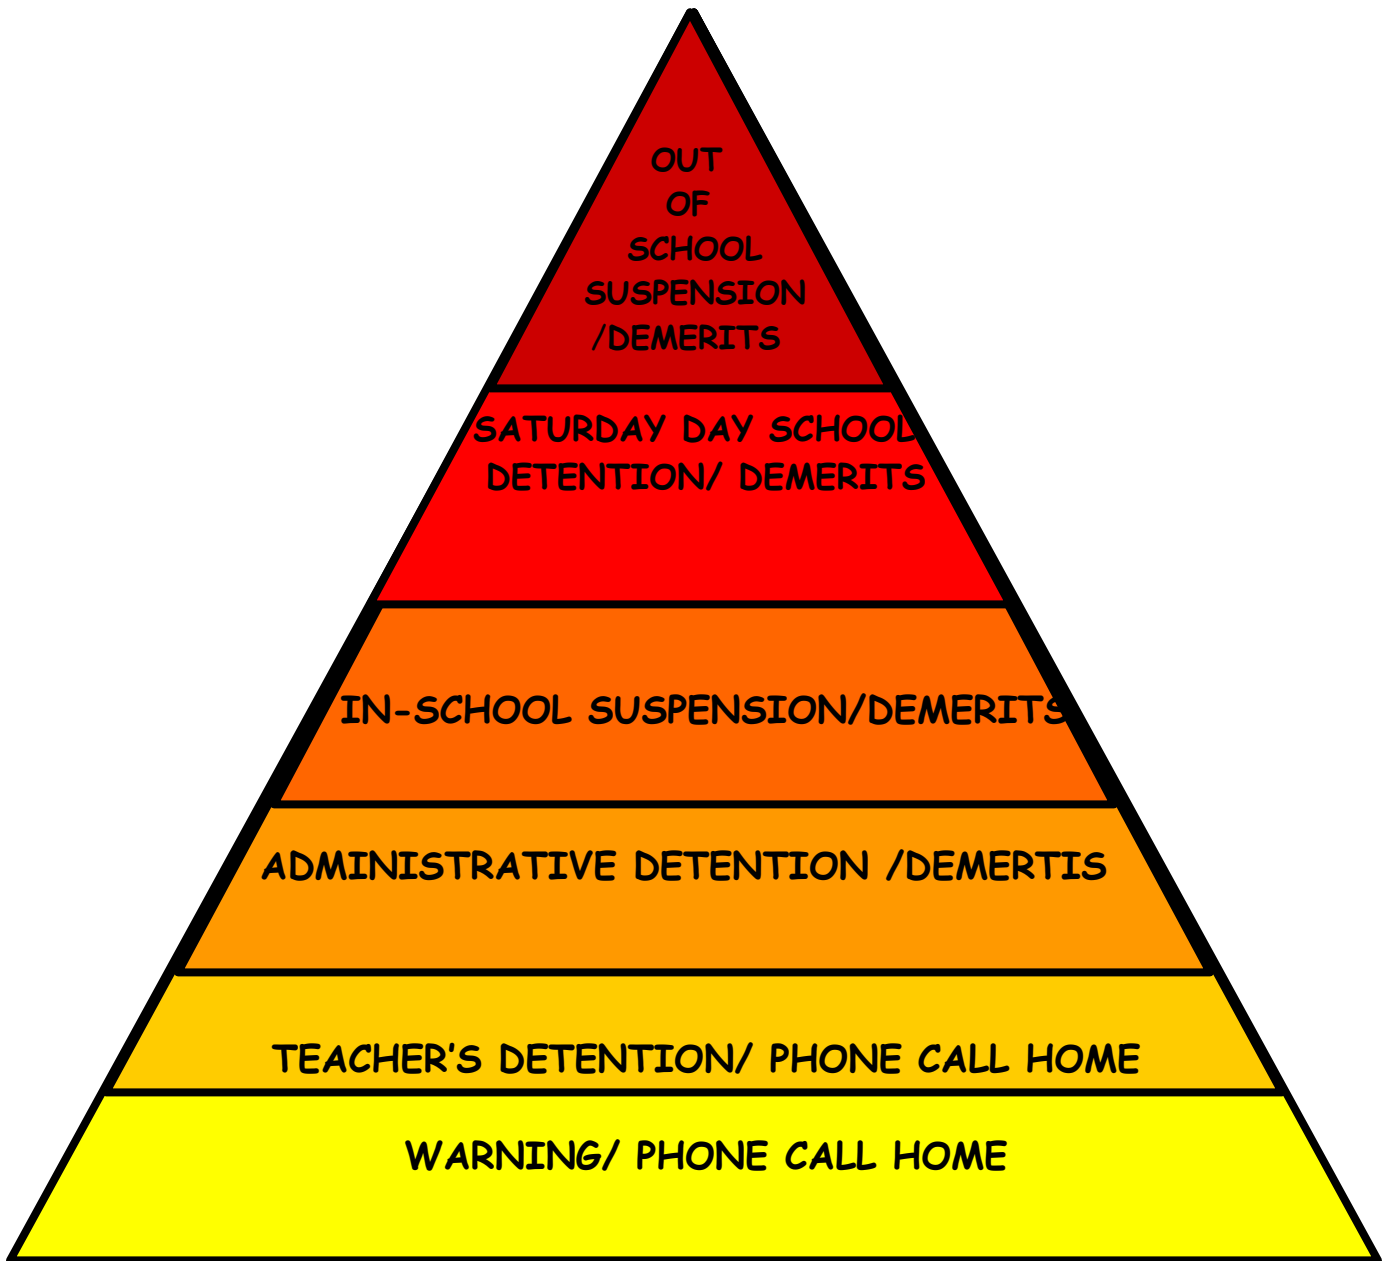 OUT
OF
SCHOOL
SUSPENSION
/DEMERITS
SATURDAY DAY SCHOOL
DETENTION/ DEMERITS
IN-SCHOOL SUSPENSION/DEMERITS
ADMINISTRATIVE DETENTION /DEMERTIS
TEACHER'S DETENTION/ PHONE CALL HOME
WARNING/ PHONE CALL HOME